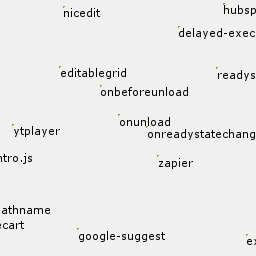 hubsp
nicedit
delayed-exec
editablegrid
readys
onbeforeunload
onunload
ytplayer
onreadystatechang
ntro.js
zapier
athname
ecart
google-suggest
ex